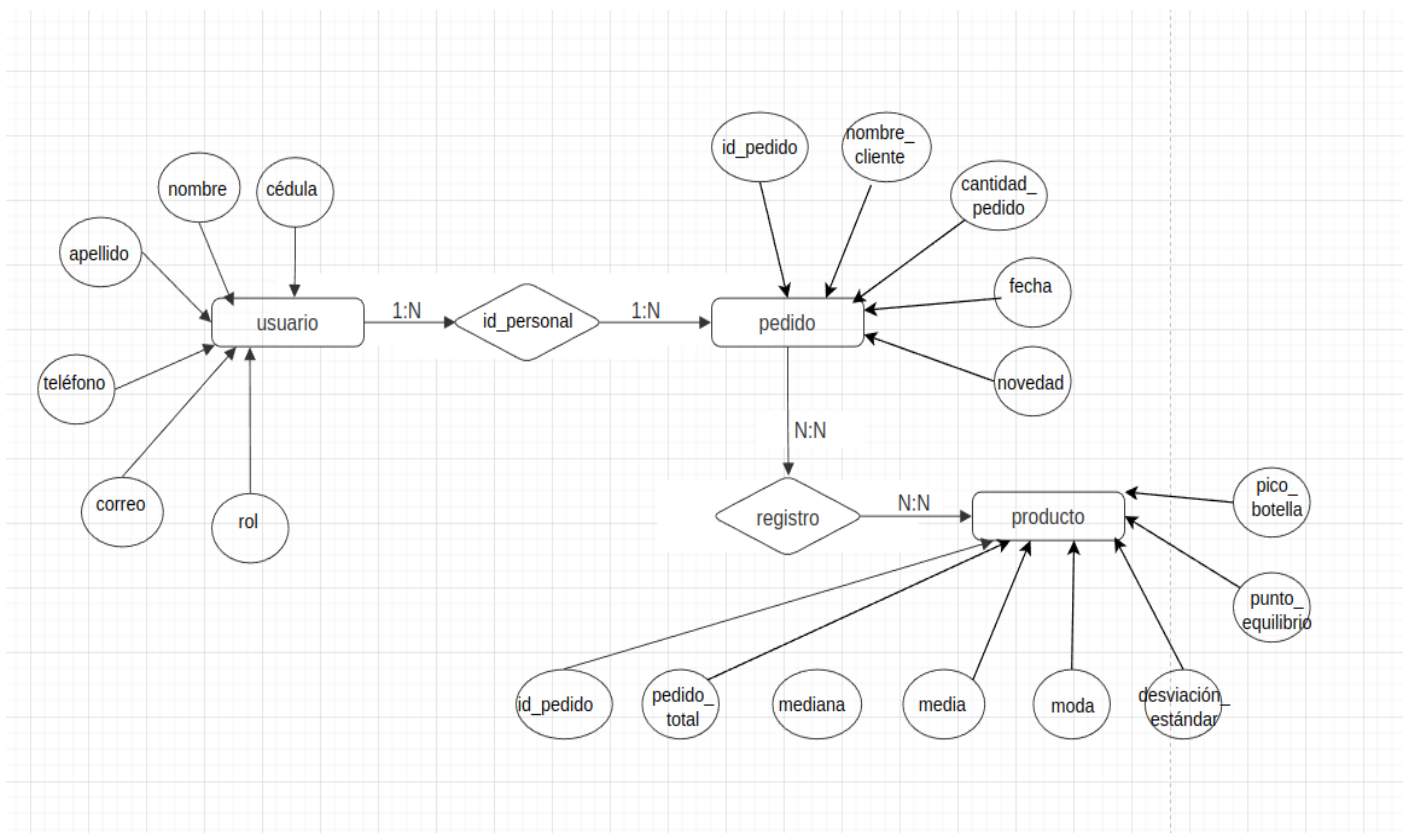 id_pedido
nombre_
cliente
cantidad_
pedido
nombre
cédula
apellido
fecha
usuario
1:N
id_personal
1:N
pedido
teléfono
novedad
N:N
correo
rol
registro
N:N
producto
pico_
botella
punto_
equilibrio
id_pedido
pedido_
total
mediana
media
moda
desviación_
estándar